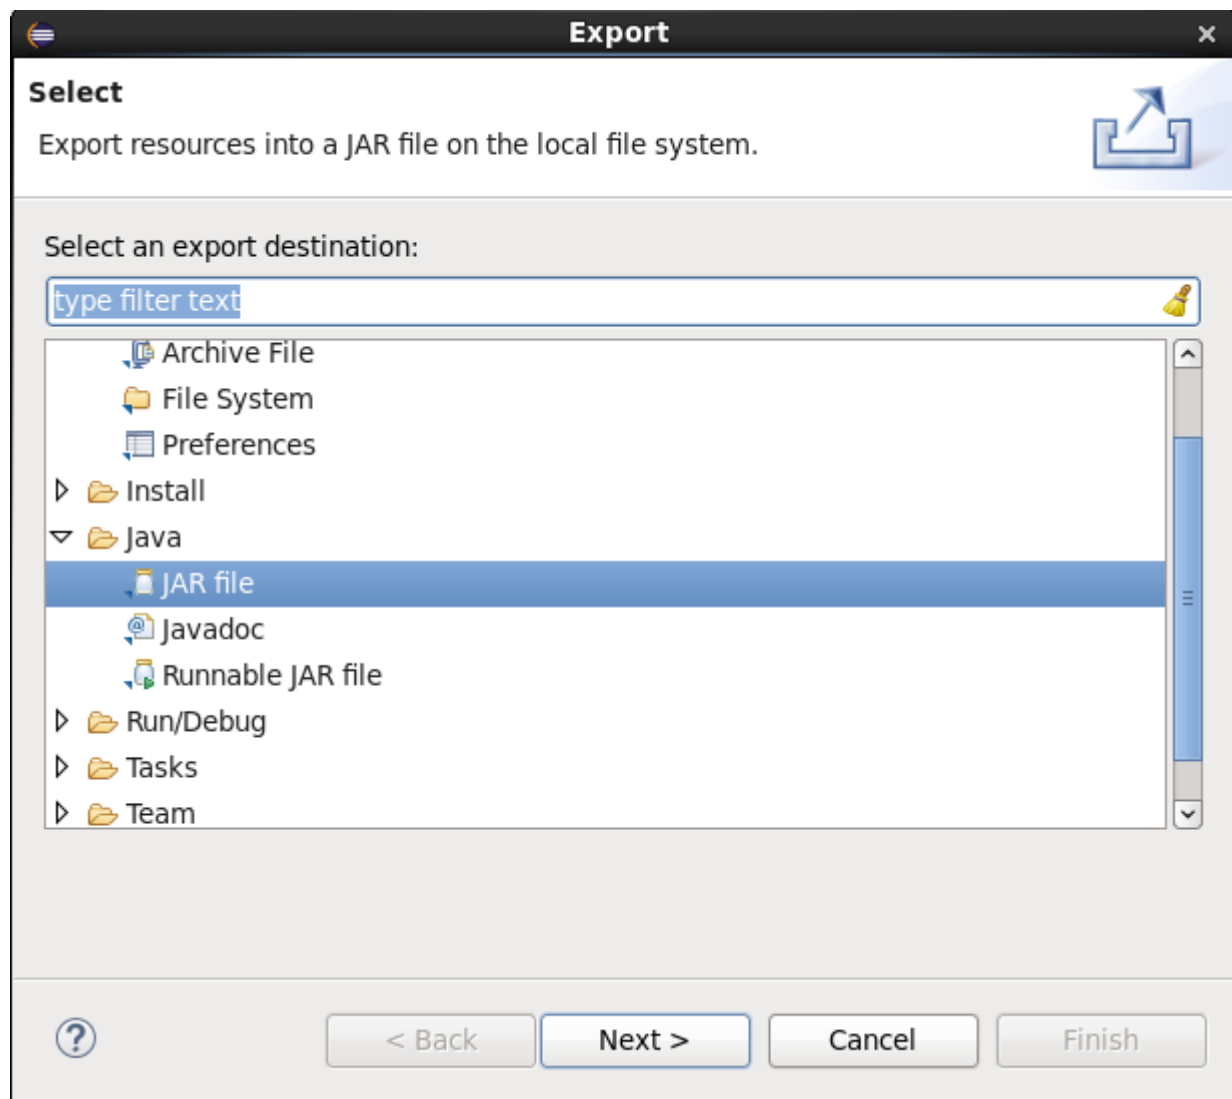 Export
Select
Export resources into a JAR file on the local file system.
Select an export destination:
type filter text
Archive File
File System
Preferences
Install
Java
JAR file
Javadoc
Runnable JAR file
Run/Debug
Tasks
Team
< Back Next > Cancel Finish